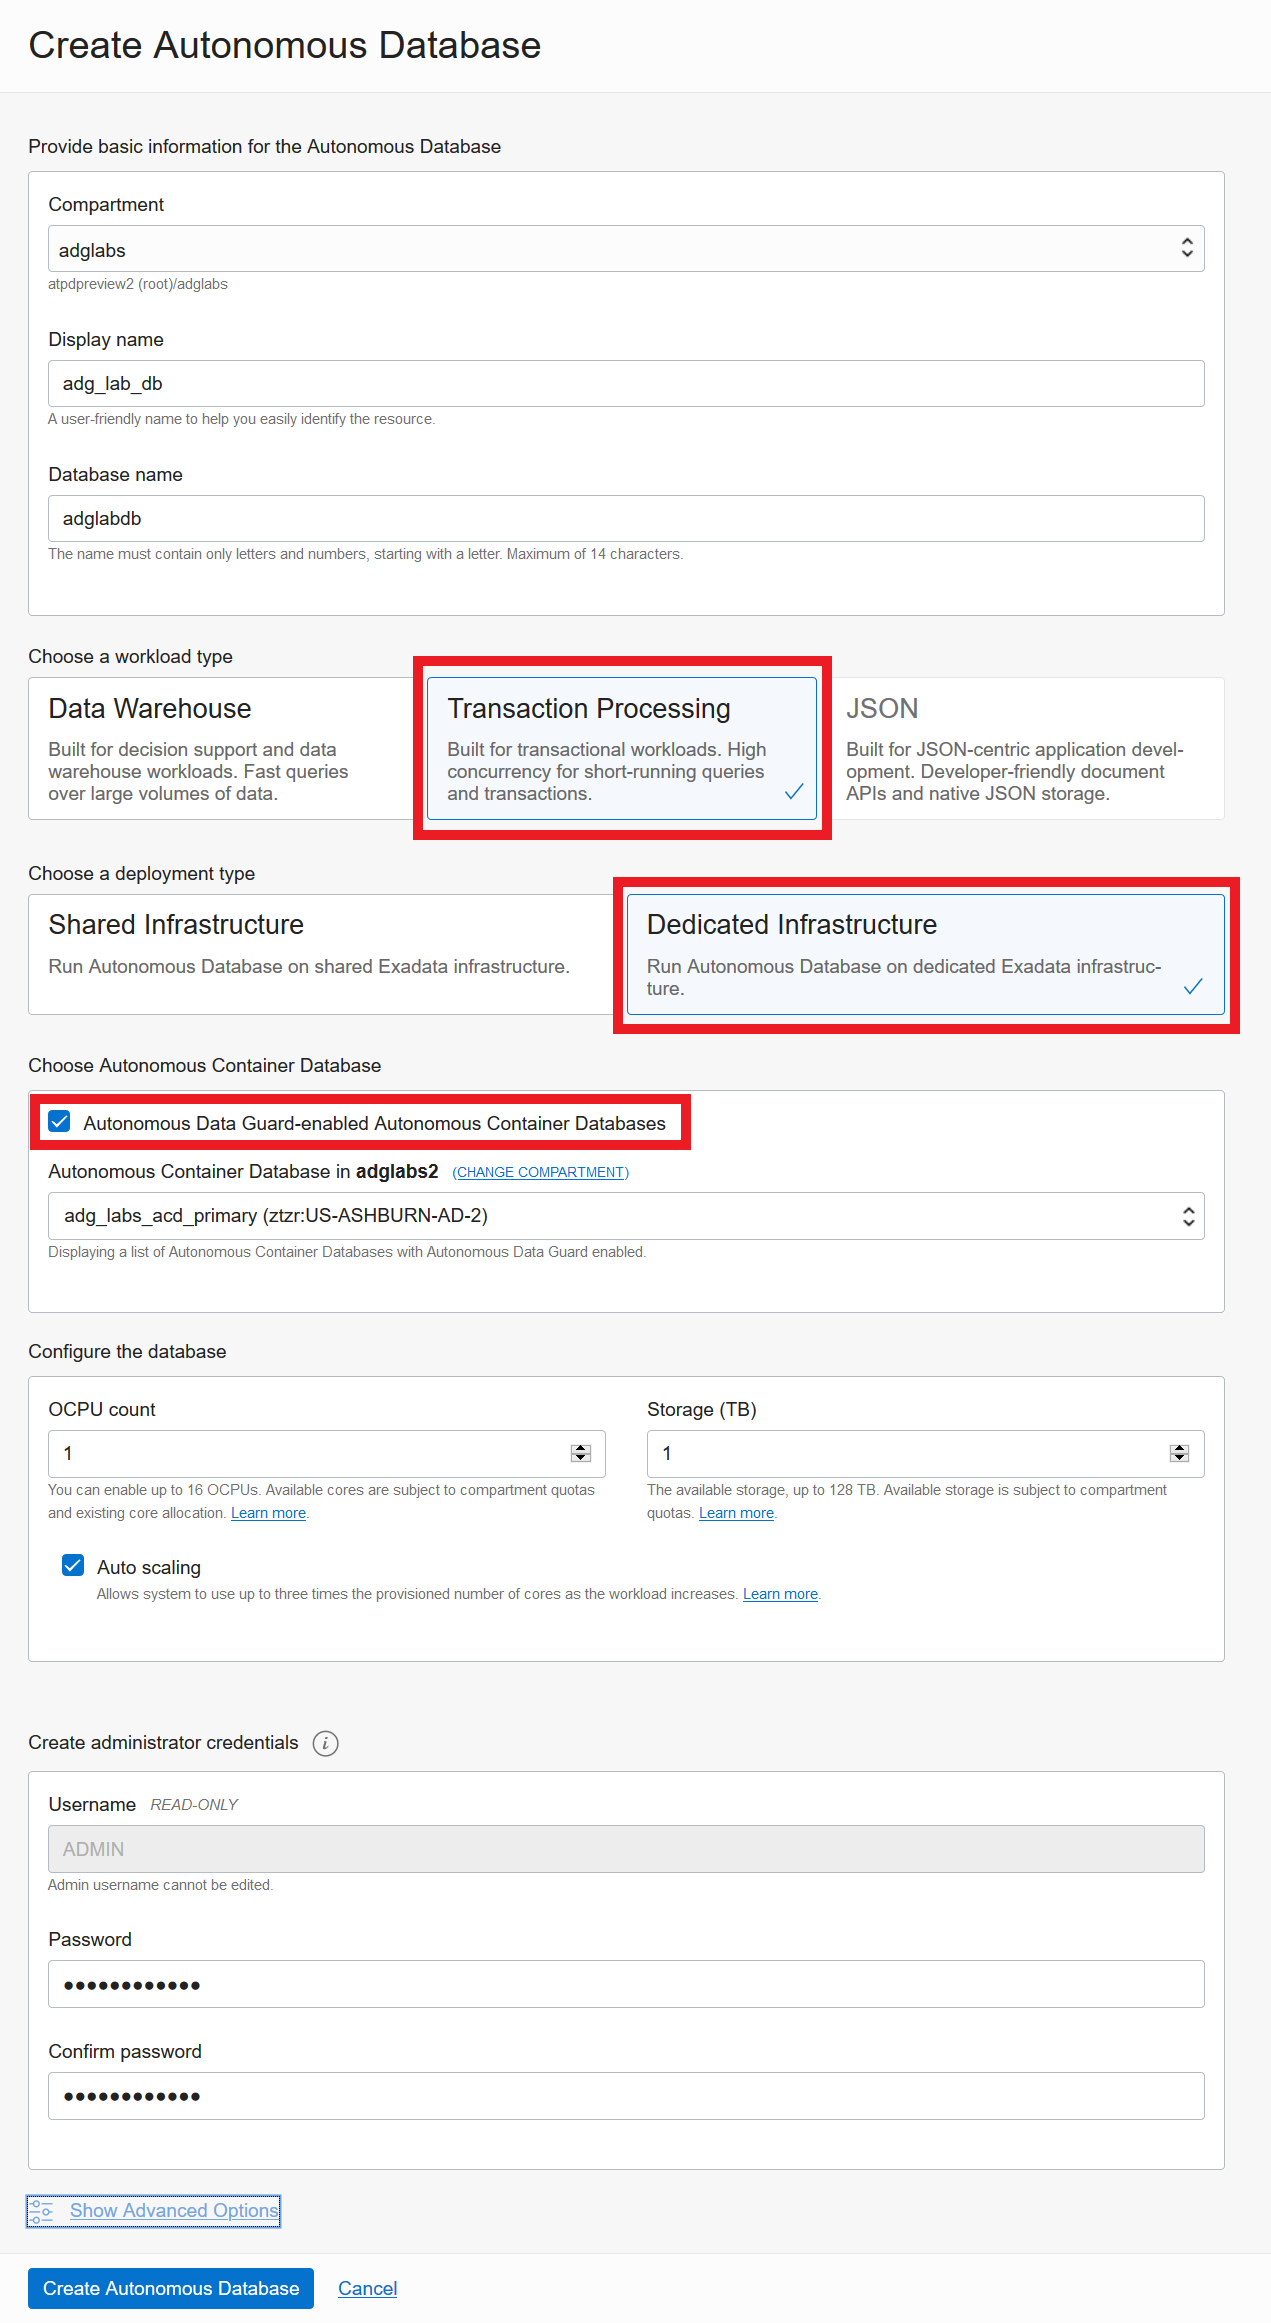 Create Autonomous Database
Provide basic information for the Autonomous Database
Compartment
adglabs
atpdpreview2 (root)/adglabs
Display name
adg_lab_db
A user-friendly name to help you easily identify the resource.
Database name
adglabdb
The name must contain only letters and numbers, starting with a letter. Maximum of 14 characters.
Choose a workload type
Data Warehouse
Built for decision support and data
warehouse workloads. Fast queries
over large volumes of data.
Transaction Processing
Built for transactional workloads. High
concurrency for short-running queries
and transactions.
JSON
Built for JSON-centric application devel-
opment. Developer-friendly document
APIs and native JSON storage.
Choose a deployment type
Shared Infrastructure
Run Autonomous Database on shared Exadata infrastructure.
Dedicated Infrastructure
Run Autonomous Database on dedicated Exadata infrastruc-
ture.
Choose Autonomous Container Database
Autonomous Data Guard-enabled Autonomous Container Databases
Autonomous Container Database in adglabs2 (CHANGE COMPARTMENT)
adg_labs_acd_primary (ztzr:US-ASHBURN-AD-2)
Displaying a list of Autonomous Container Databases with Autonomous Data Guard enabled.
Configure the database
OCPU count
1
You can enable up to 16 OCPUs. Available cores are subject to compartment quotas
and existing core allocation. Learn more.
Storage (TB)
1
The available storage, up to 128 TB. Available storage is subject to compartment
quotas. Learn more.
Auto scaling
Allows system to use up to three times the provisioned number of cores as the workload increases. Learn more.
Create administrator credentials
Username READ-ONLY
ADMIN
Admin username cannot be edited.
Password
●●●●●●●●●●●●
Confirm password
●●●●●●●●●●●●
Show Advanced Options
Create Autonomous Database Cancel